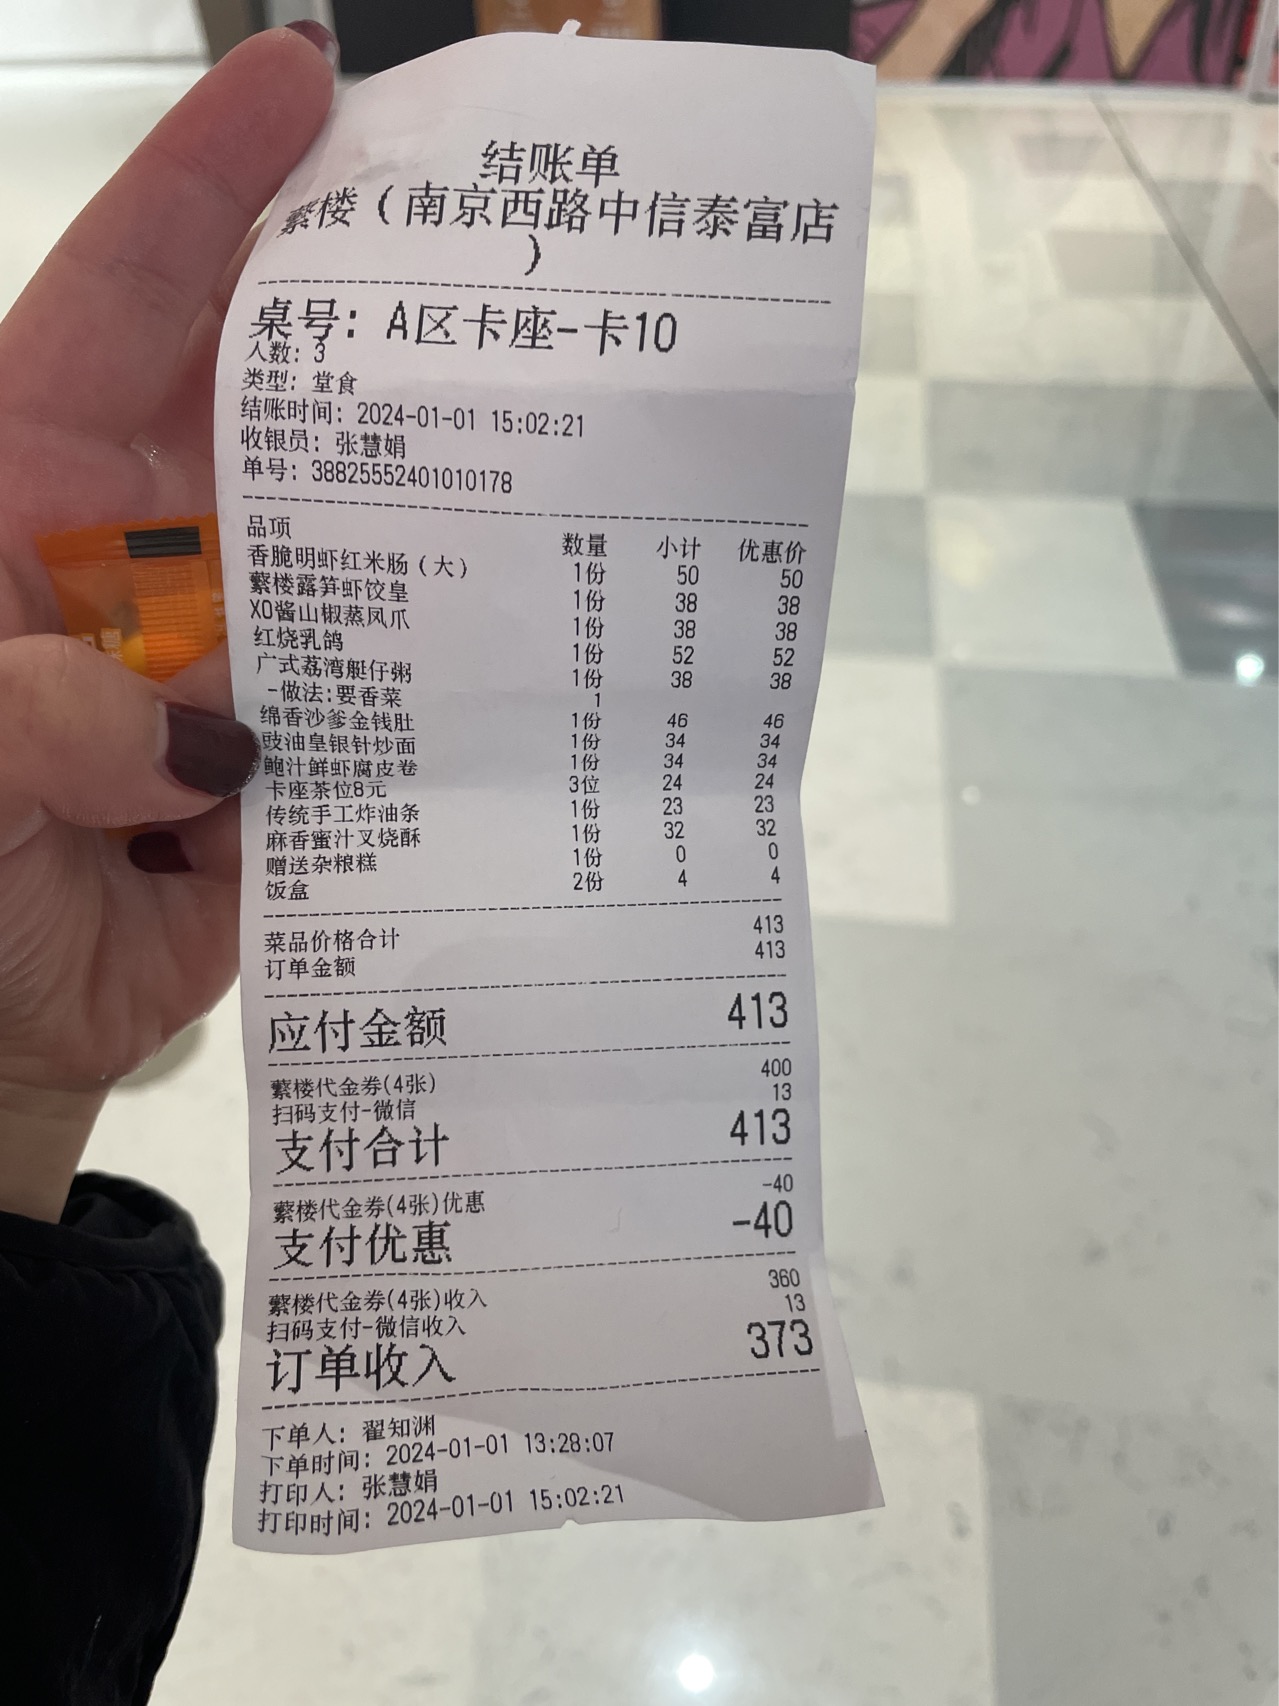 结账单
蘩楼（南京西路中信泰富店
）
桌号：A区卡座-卡10
人数：3
类型：堂食
结账时间：2024-01-01 15:02:21
收银员：张慧娟
单号：38825552401010178
品项 数量 小计 优惠价
香脆明虾红米肠（大） 1份 50 50
蘩楼露笋虾饺皇 1份 38 38
XO酱山椒蒸凤爪 1份 38 38
红烧乳鸽 1份 52 52
广式荔湾艇仔粥 1份 38 38
-做法:要香菜 1
绵香沙爹金钱肚 1份 46 46
豉油皇银针炒面 1份 34 34
鲍汁鲜虾腐皮卷 1份 34 34
卡座茶位8元 3位 24 24
传统手工炸油条 1份 23 23
麻香蜜汁叉烧酥 1份 32 32
赠送杂粮糕 1份 0 0
饭盒 2份 4 4
菜品价格合计 413
订单金额 413
应付金额 413
蘩楼代金券(4张) 400
扫码支付-微信 13
支付合计 413
蘩楼代金券(4张)优惠 -40
支付优惠 -40
蘩楼代金券(4张)收入 360
扫码支付-微信收入 13
订单收入 373
下单人：翟知渊
下单时间：2024-01-01 13:28:07
打印人：张慧娟
打印时间：2024-01-01 15:02:21